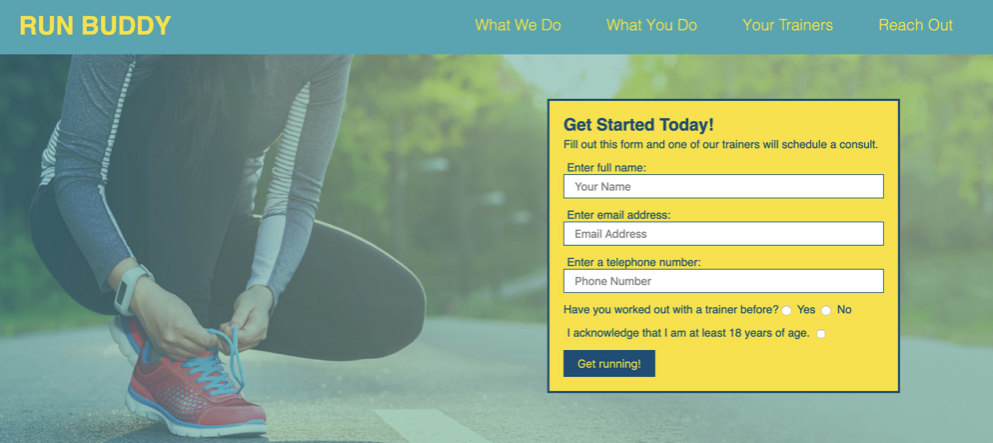 RUN BUDDY
What We Do What You Do Your Trainers Reach Out
Get Started Today!
Fill out this form and one of our trainers will schedule a consult.
Enter full name:
Your Name
Enter email address:
Email Address
Enter a telephone number:
Phone Number
Have you worked out with a trainer before? Yes No
I acknowledge that I am at least 18 years of age.
Get running!